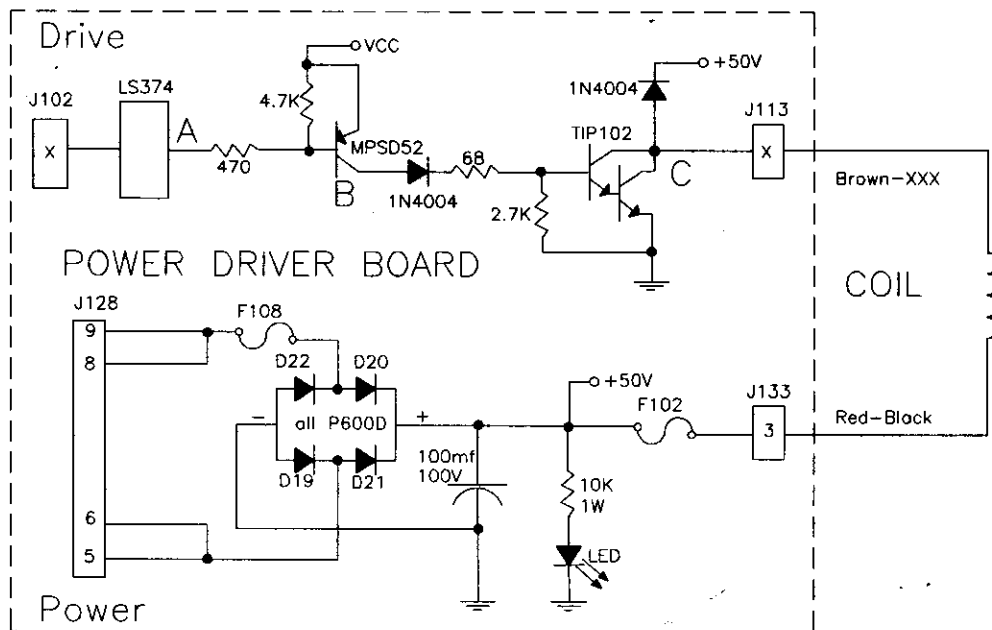 Drive
VCC
+50V
J102
LS374
4.7K
1N4004
J113
X
A
470
MPSD52
B
1N4004
68
2.7K
TIP102
C
X
Brown-XXX
POWER DRIVER BOARD
COIL
J128
F108
9
8
D22
D20
+50V
F102
J133
-
all
P600D
+
3
Red-Black
D19
D21
100mf
100V
10K
1W
LED
6
5
Power